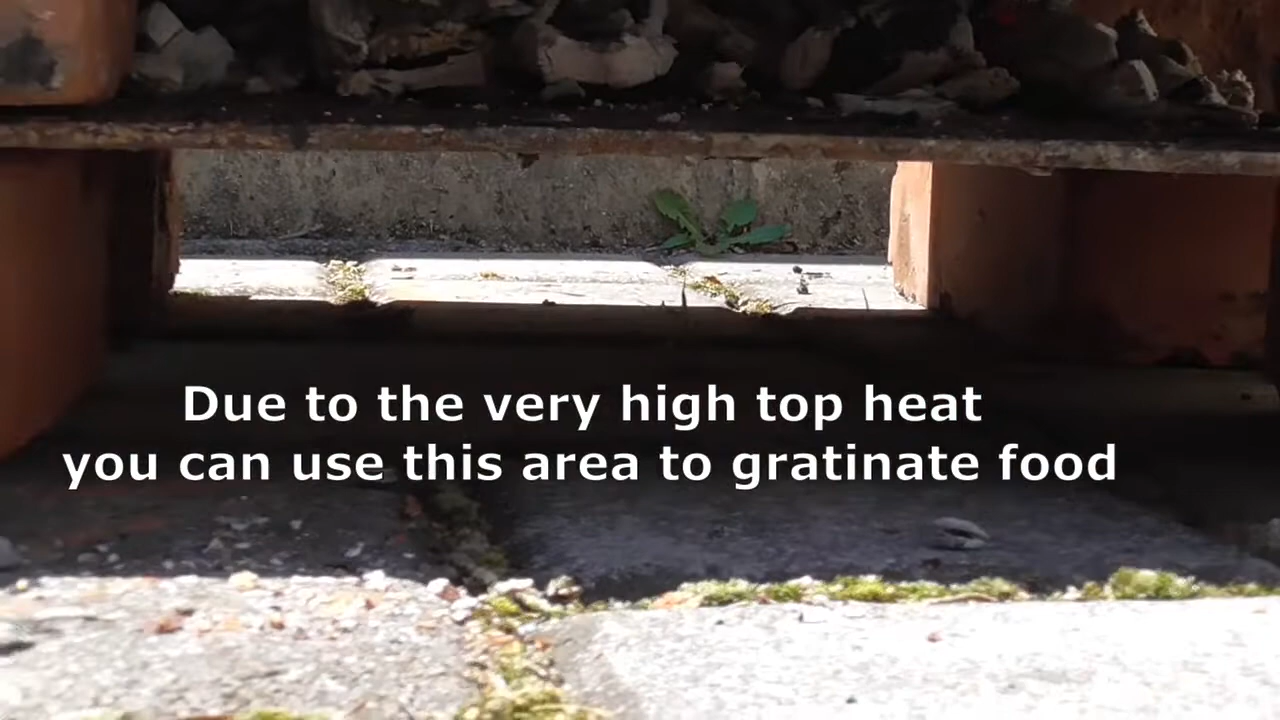 Due to the very high top heat
you can use this area to gratinate food